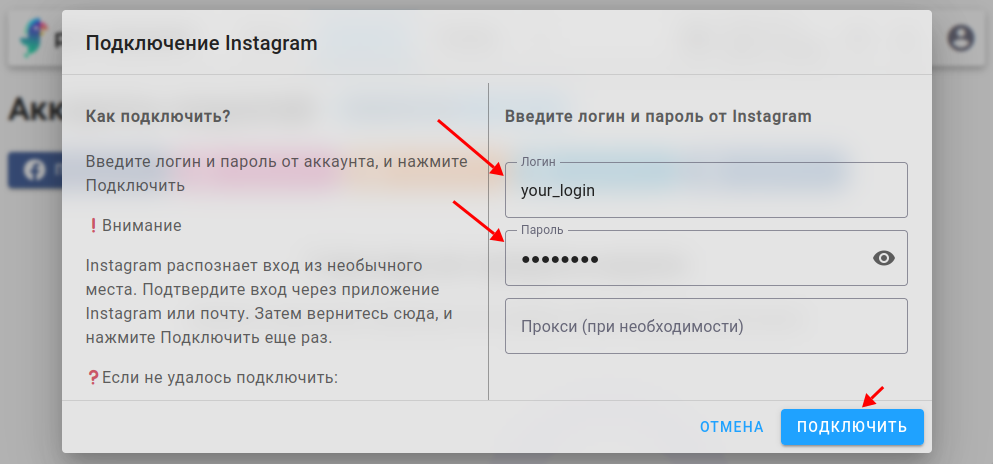 Подключение Instagram
Как подключить?
Введите логин и пароль от аккаунта, и нажмите
Подключить
❗Внимание
Instagram распознает вход из необычного
места. Подтвердите вход через приложение
Instagram или почту. Затем вернитесь сюда, и
нажмите Подключить еще раз.
❓Если не удалось подключить:
Введите логин и пароль от Instagram
Логин
your_login
Пароль
••••••••
Прокси (при необходимости)
ОТМЕНА
ПОДКЛЮЧИТЬ